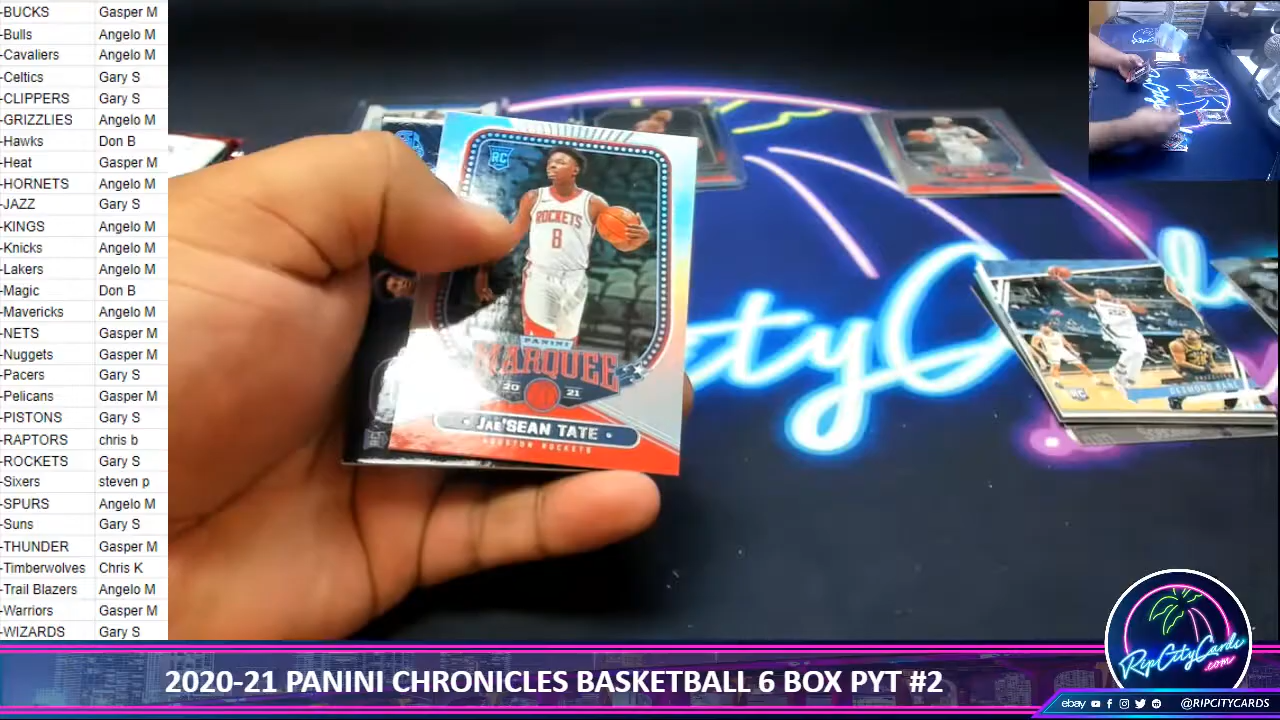 -BUCKS Gasper M
-Bulls Angelo M
-Cavaliers Angelo M
-Celtics Gary S
-CLIPPERS Gary S
-GRIZZLIES Angelo M
-Hawks Don B
-Heat Gasper M
-HORNETS Angelo M
-JAZZ Gary S
-KINGS Angelo M
-Knicks Angelo M
-Lakers Angelo M
-Magic Don B
-Mavericks Angelo M
-NETS Gasper M
-Nuggets Gasper M
-Pacers Gary S
-Pelicans Gasper M
-PISTONS Gary S
-RAPTORS chris b
-ROCKETS Gary S
-Sixers steven p
-SPURS Angelo M
-Suns Gary S
-THUNDER Gasper M
-Timberwolves Chris K
-Trail Blazers Angelo M
-Warriors Gasper M
-WIZARDS Gary S
RC
ROCKETS
8
PANINI
MARQUEE
20 21
JAE'SEAN TATE
HOUSTON ROCKETS
ityC
RC
DESMOND BANE
RipCityCards
.com
2020-21 PANINI CHRONICLES BASKETBALL 6 BOX PYT #2
ebay @RIPCITYCARDS